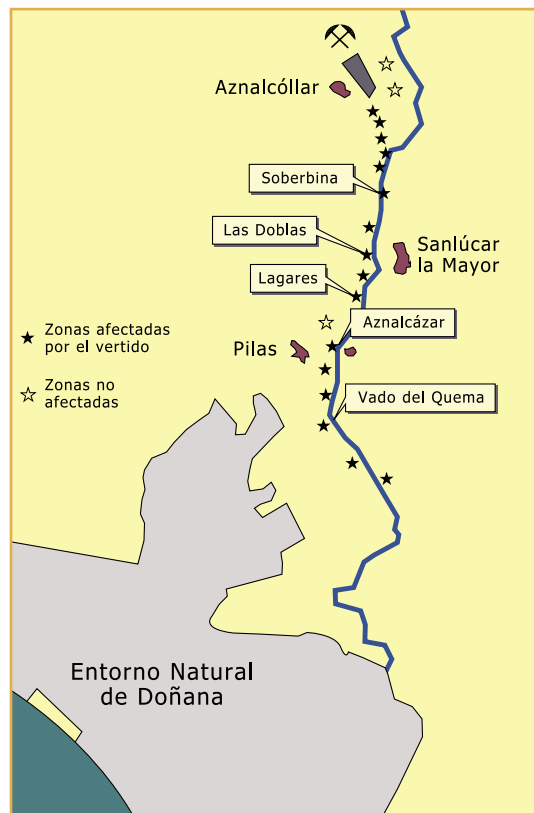 Aznalcóllar
Soberbina
Las Doblas
Sanlúcar
la Mayor
Lagares
Aznalcázar
Zonas afectadas
por el vertido
Pilas
Zonas no
afectadas
Vado del Quema
Entorno Natural
de Doñana